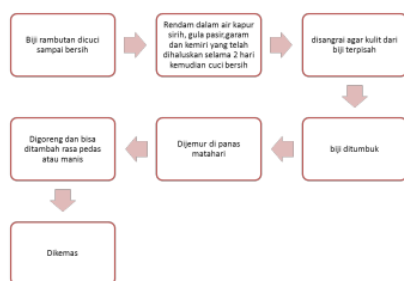 Biji rambutan dicuci
sampai bersih
Rendam dalam air kapur
sirih, gula pasir,garam
dan kemiri yang telah
dihaluskan selama 2 hari
kemudian cuci bersih
disangrai agar kulit dari
biji terpisah
biji ditumbuk
Dijemur di panas
matahari
Digoreng dan bisa
ditambah rasa pedas
atau manis
Dikemas